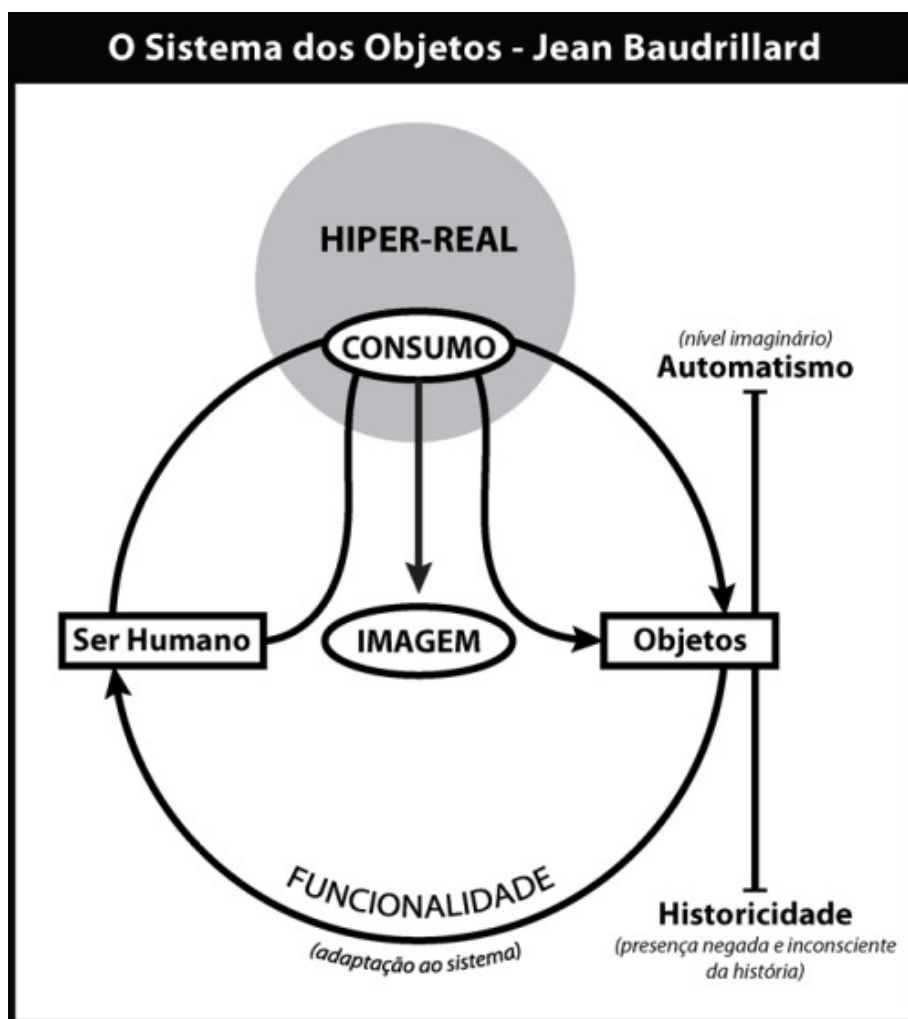 O Sistema dos Objetos - Jean Baudrillard
HIPER-REAL
CONSUMO
(nível imaginário)
Automatismo
Ser Humano
IMAGEM
Objetos
FUNCIONALIDADE
(adaptação ao sistema)
Historicidade
(presença negada e inconsciente
da história)